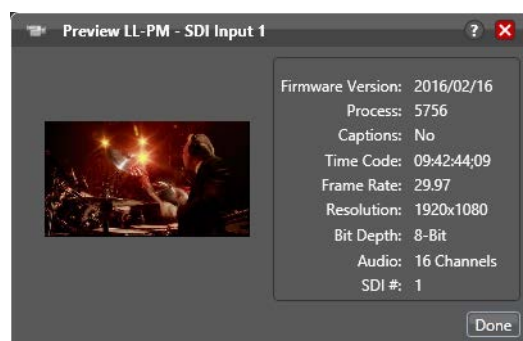 Preview LL-PM - SDI Input 1 ?
Firmware Version: 2016/02/16
Process: 5756
Captions: No
Time Code: 09:42:44;09
Frame Rate: 29.97
Resolution: 1920x1080
Bit Depth: 8-Bit
Audio: 16 Channels
SDI #: 1
Done